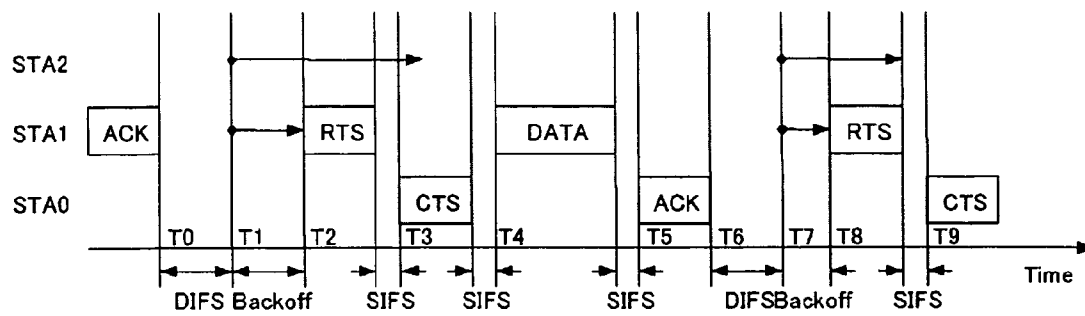 STA2
STA1 ACK RTS DATA RTS
STA0 CTS ACK CTS
T0 T1 T2 T3 T4 T5 T6 T7 T8 T9
Time
DIFS Backoff SIFS SIFS SIFS DIFS Backoff SIFS